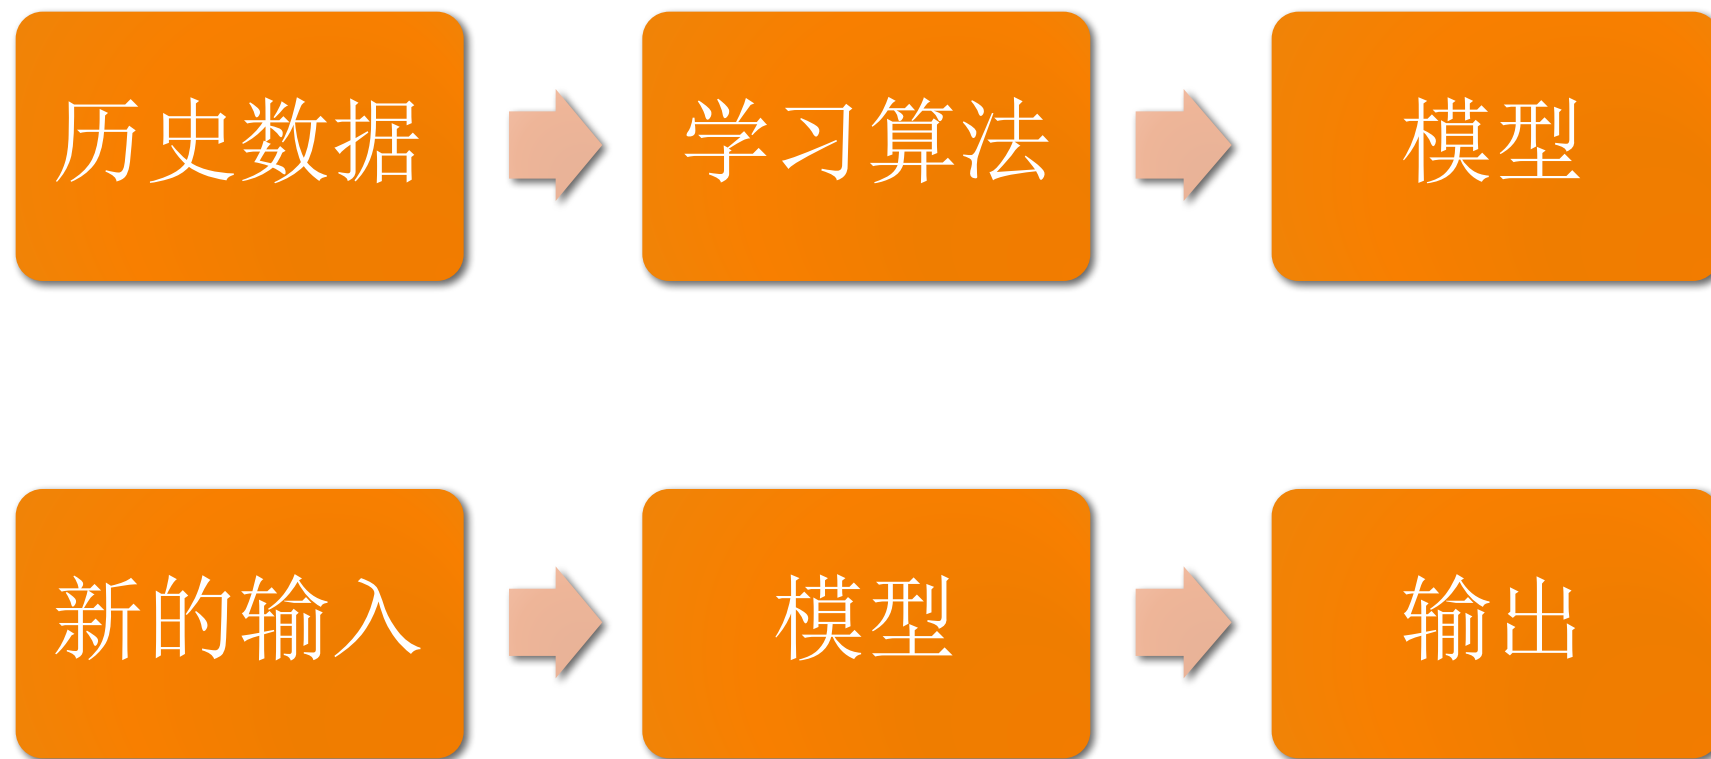 历史数据
学习算法
模型
新的输入
模型
输出